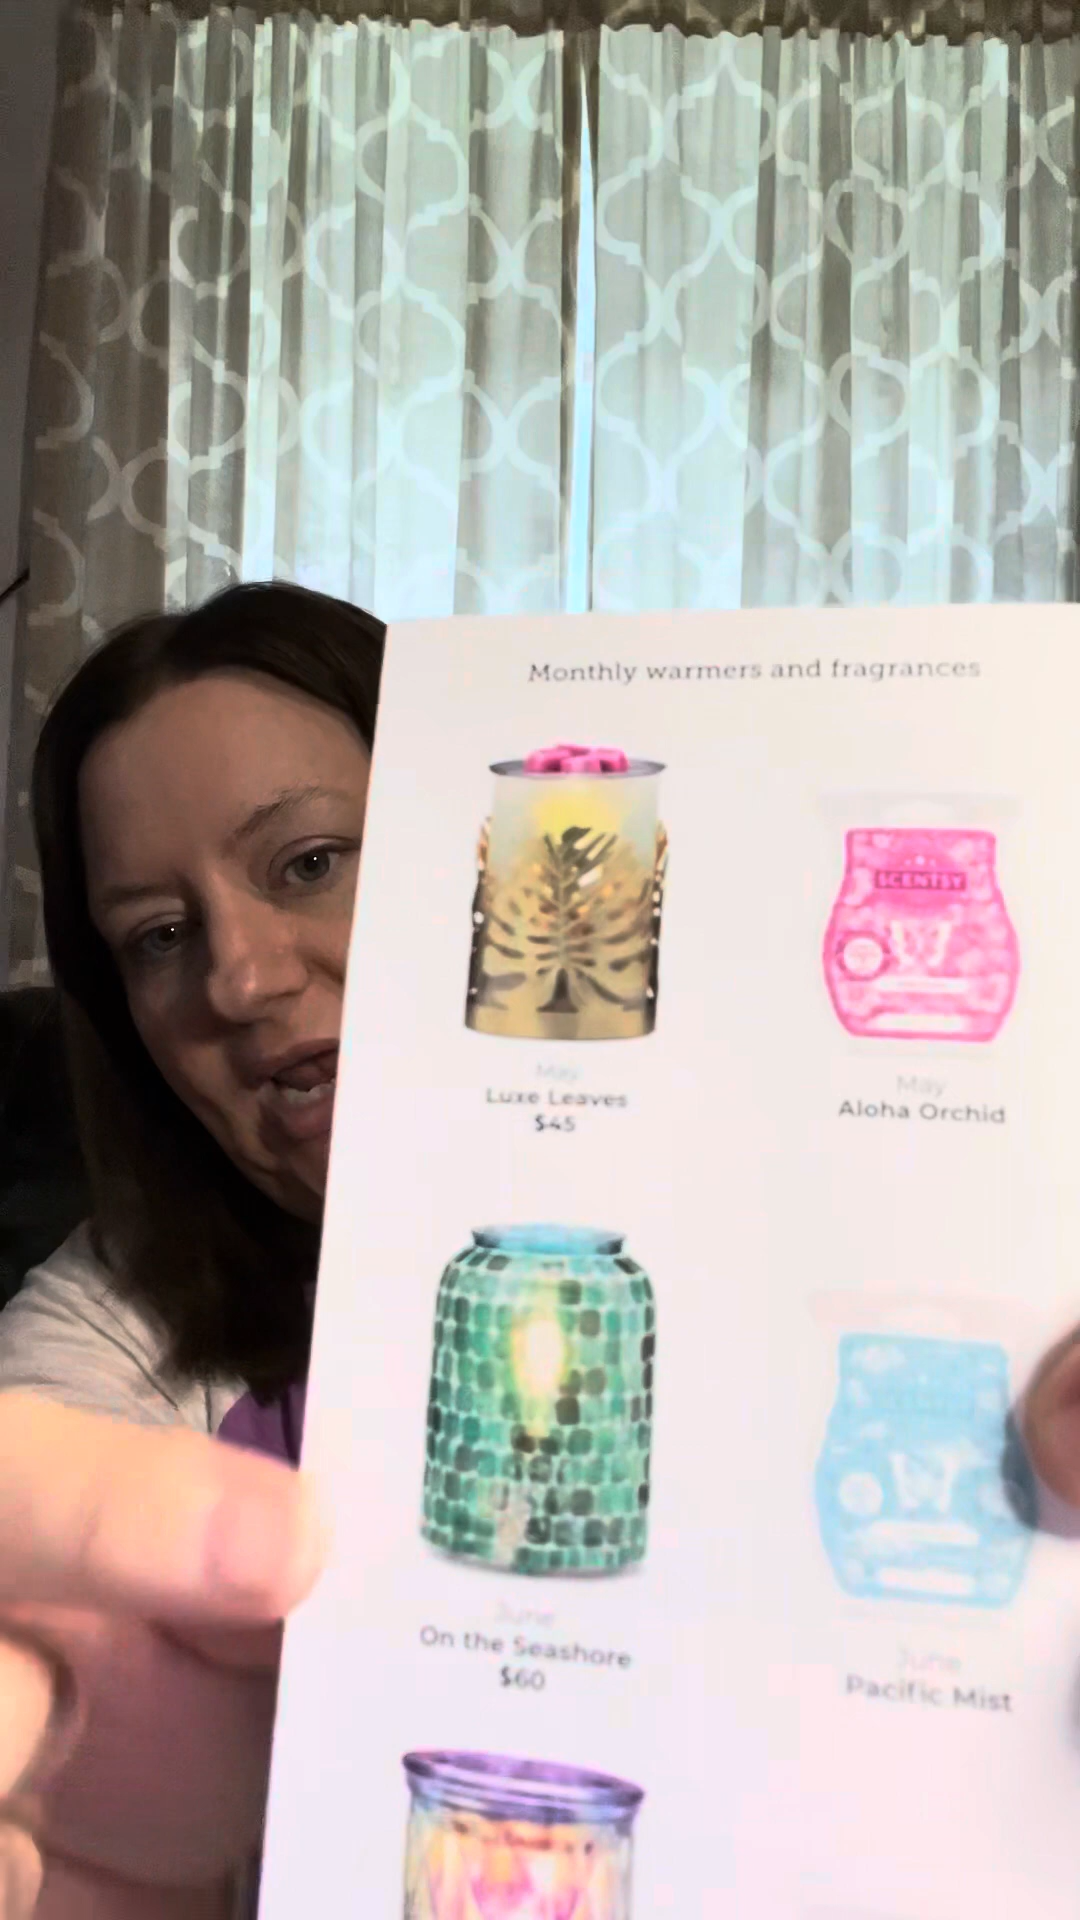 Monthly warmers and fragrances
SCENTSY
May
Luxe Leaves
$45
May
Aloha Orchid
June
On the Seashore
$60
June
Pacific Mist